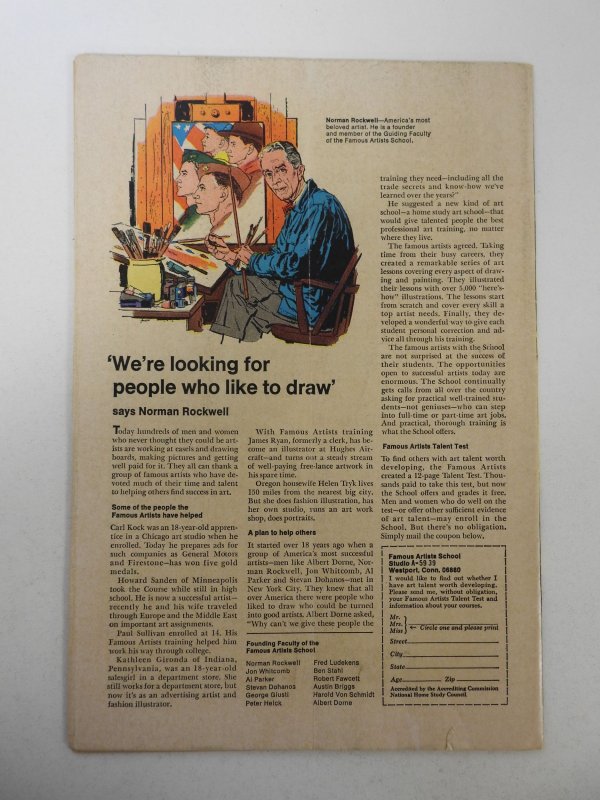 Norman Rockwell—America's most
beloved artist. He is a founder
and member of the Guiding Faculty
of the Famous Artists School.
'We're looking for
people who like to draw'
says Norman Rockwell
Today hundreds of men and women
who never thought they could be art-
ists are working at easels and drawing
boards, making pictures and getting
well paid for it. They all can thank a
group of famous artists who have de-
voted much of their time and talent
to helping others find success in art.
Some of the people the
Famous Artists have helped
Carl Kock was an 18-year-old appren-
tice in a Chicago art studio when he
enrolled. Today he prepares ads for
such companies as General Motors
and Firestone—has won five gold
medals.
Howard Sanden of Minneapolis
took the Course while still in high
school. He is now a successful artist—
recently he and his wife traveled
through Europe and the Middle East
on important art assignments.
Paul Sullivan enrolled at 14. His
Famous Artists training helped him
work his way through college.
Kathleen Gironda of Indiana,
Pennsylvania, was an 18-year-old
salesgirl in a department store. She
still works for a department store, but
now it's as an advertising artist and
fashion illustrator.
With Famous Artists training
James Ryan, formerly a clerk, has be-
come an illustrator at Hughes Air-
craft—and turns out a steady stream
of well-paying free-lance artwork in
his spare time.
Oregon housewife Helen Tryk lives
150 miles from the nearest big city.
But she does fashion illustration, has
her own studio, runs an art work
shop, does portraits.
A plan to help others
It started over 18 years ago when a
group of America's most successful
artists—men like Albert Dorne, Nor-
man Rockwell, Jon Whitcomb, Al
Parker and Stevan Dohanos—met in
New York City. They knew that all
over America there were people who
liked to draw who could be turned
into good artists. Albert Dorne asked,
"Why can't we give these people the
Founding Faculty of the
Famous Artists School
Norman Rockwell
Jon Whitcomb
Al Parker
Stevan Dohanos
George Giusti
Peter Helck
Fred Ludekens
Ben Stahl
Robert Fawcett
Austin Briggs
Harold Von Schmidt
Albert Dorne
training they need—including all the
trade secrets and know-how we've
learned over the years?"
He suggested a new kind of art
school—a home study art school—that
would give talented people the best
professional art training, no matter
where they live.
The famous artists agreed. Taking
time from their busy careers, they
created a remarkable series of art
lessons covering every aspect of draw-
ing and painting. They illustrated
their lessons with over 5,000 "here's-
how" illustrations. The lessons start
from scratch and cover every skill a
top artist needs. Finally, they de-
veloped a wonderful way to give each
student personal correction and ad-
vice all through his training.
The famous artists with the School
are not surprised at the success of
their students. The opportunities
open to successful artists today are
enormous. The School continually
gets calls from all over the country
asking for practical well-trained stu-
dents—not geniuses—who can step
into full-time or part-time art jobs.
And practical, thorough training is
what the School offers.
Famous Artists Talent Test
To find others with art talent worth
developing, the Famous Artists
created a 12-page Talent Test. Thou-
sands paid to take this test, but now
the School offers and grades it free.
Men and women who do well on the
test—or offer other sufficient evidence
of art talent—may enroll in the
School. But there's no obligation.
Simply mail the coupon below.
Famous Artists School
Studio A-59 39
Westport, Conn. 06880
I would like to find out whether I
have art talent worth developing.
Please send me, without obligation,
your Famous Artists Talent Test and
information about your courses.
Mr.
Mrs. ← Circle one and please print
Miss
Street
City
State
Age Zip
Accredited by the Accrediting Commission
National Home Study Council.